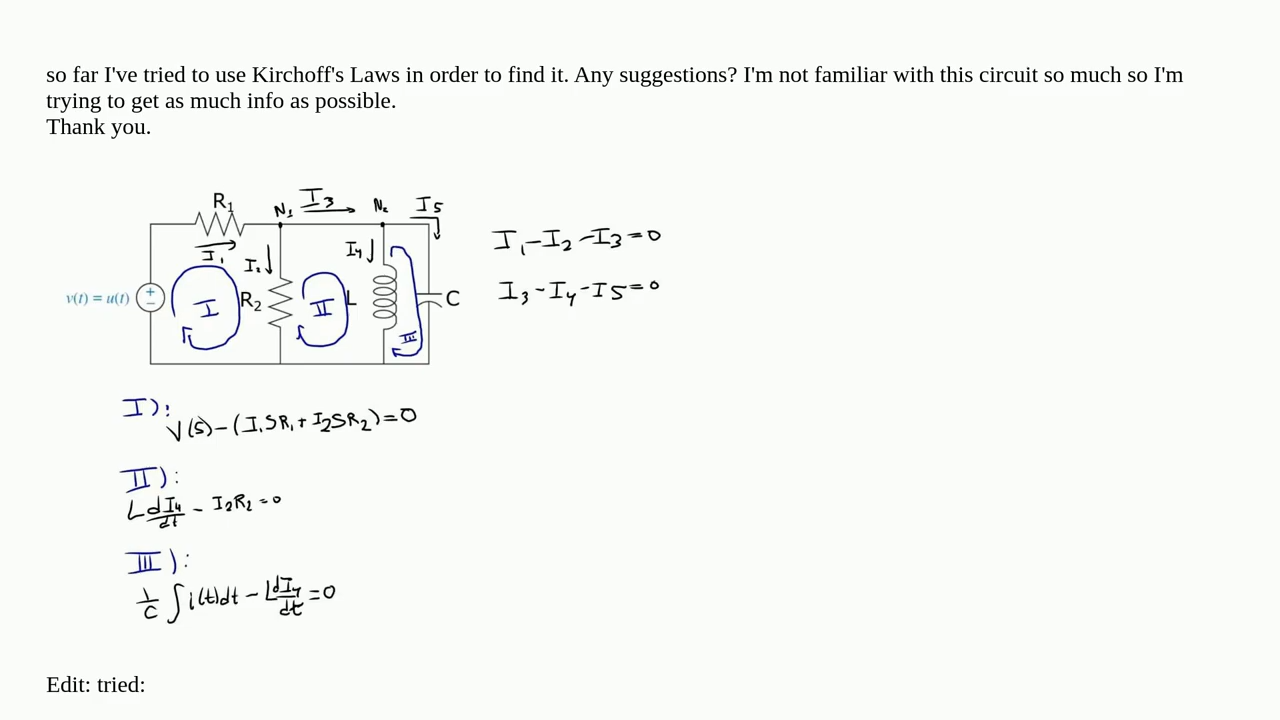 so far I've tried to use Kirchoff's Laws in order to find it. Any suggestions? I'm not familiar with this circuit so much so I'm
trying to get as much info as possible.
Thank you.
R1
N1
I3
N2
I5
I1
I2
I4
I1-I2-I3=0
v(t) = u(t)
+
−
I
R2
II
L
C
I3-I4-I5=0
III
I):
V(S)-(I1SR1+I2SR2)=0
II):
L dI4/dt - I2R2=0
III):
1/C ∫i(t)dt - L dI4/dt =0
Edit: tried: